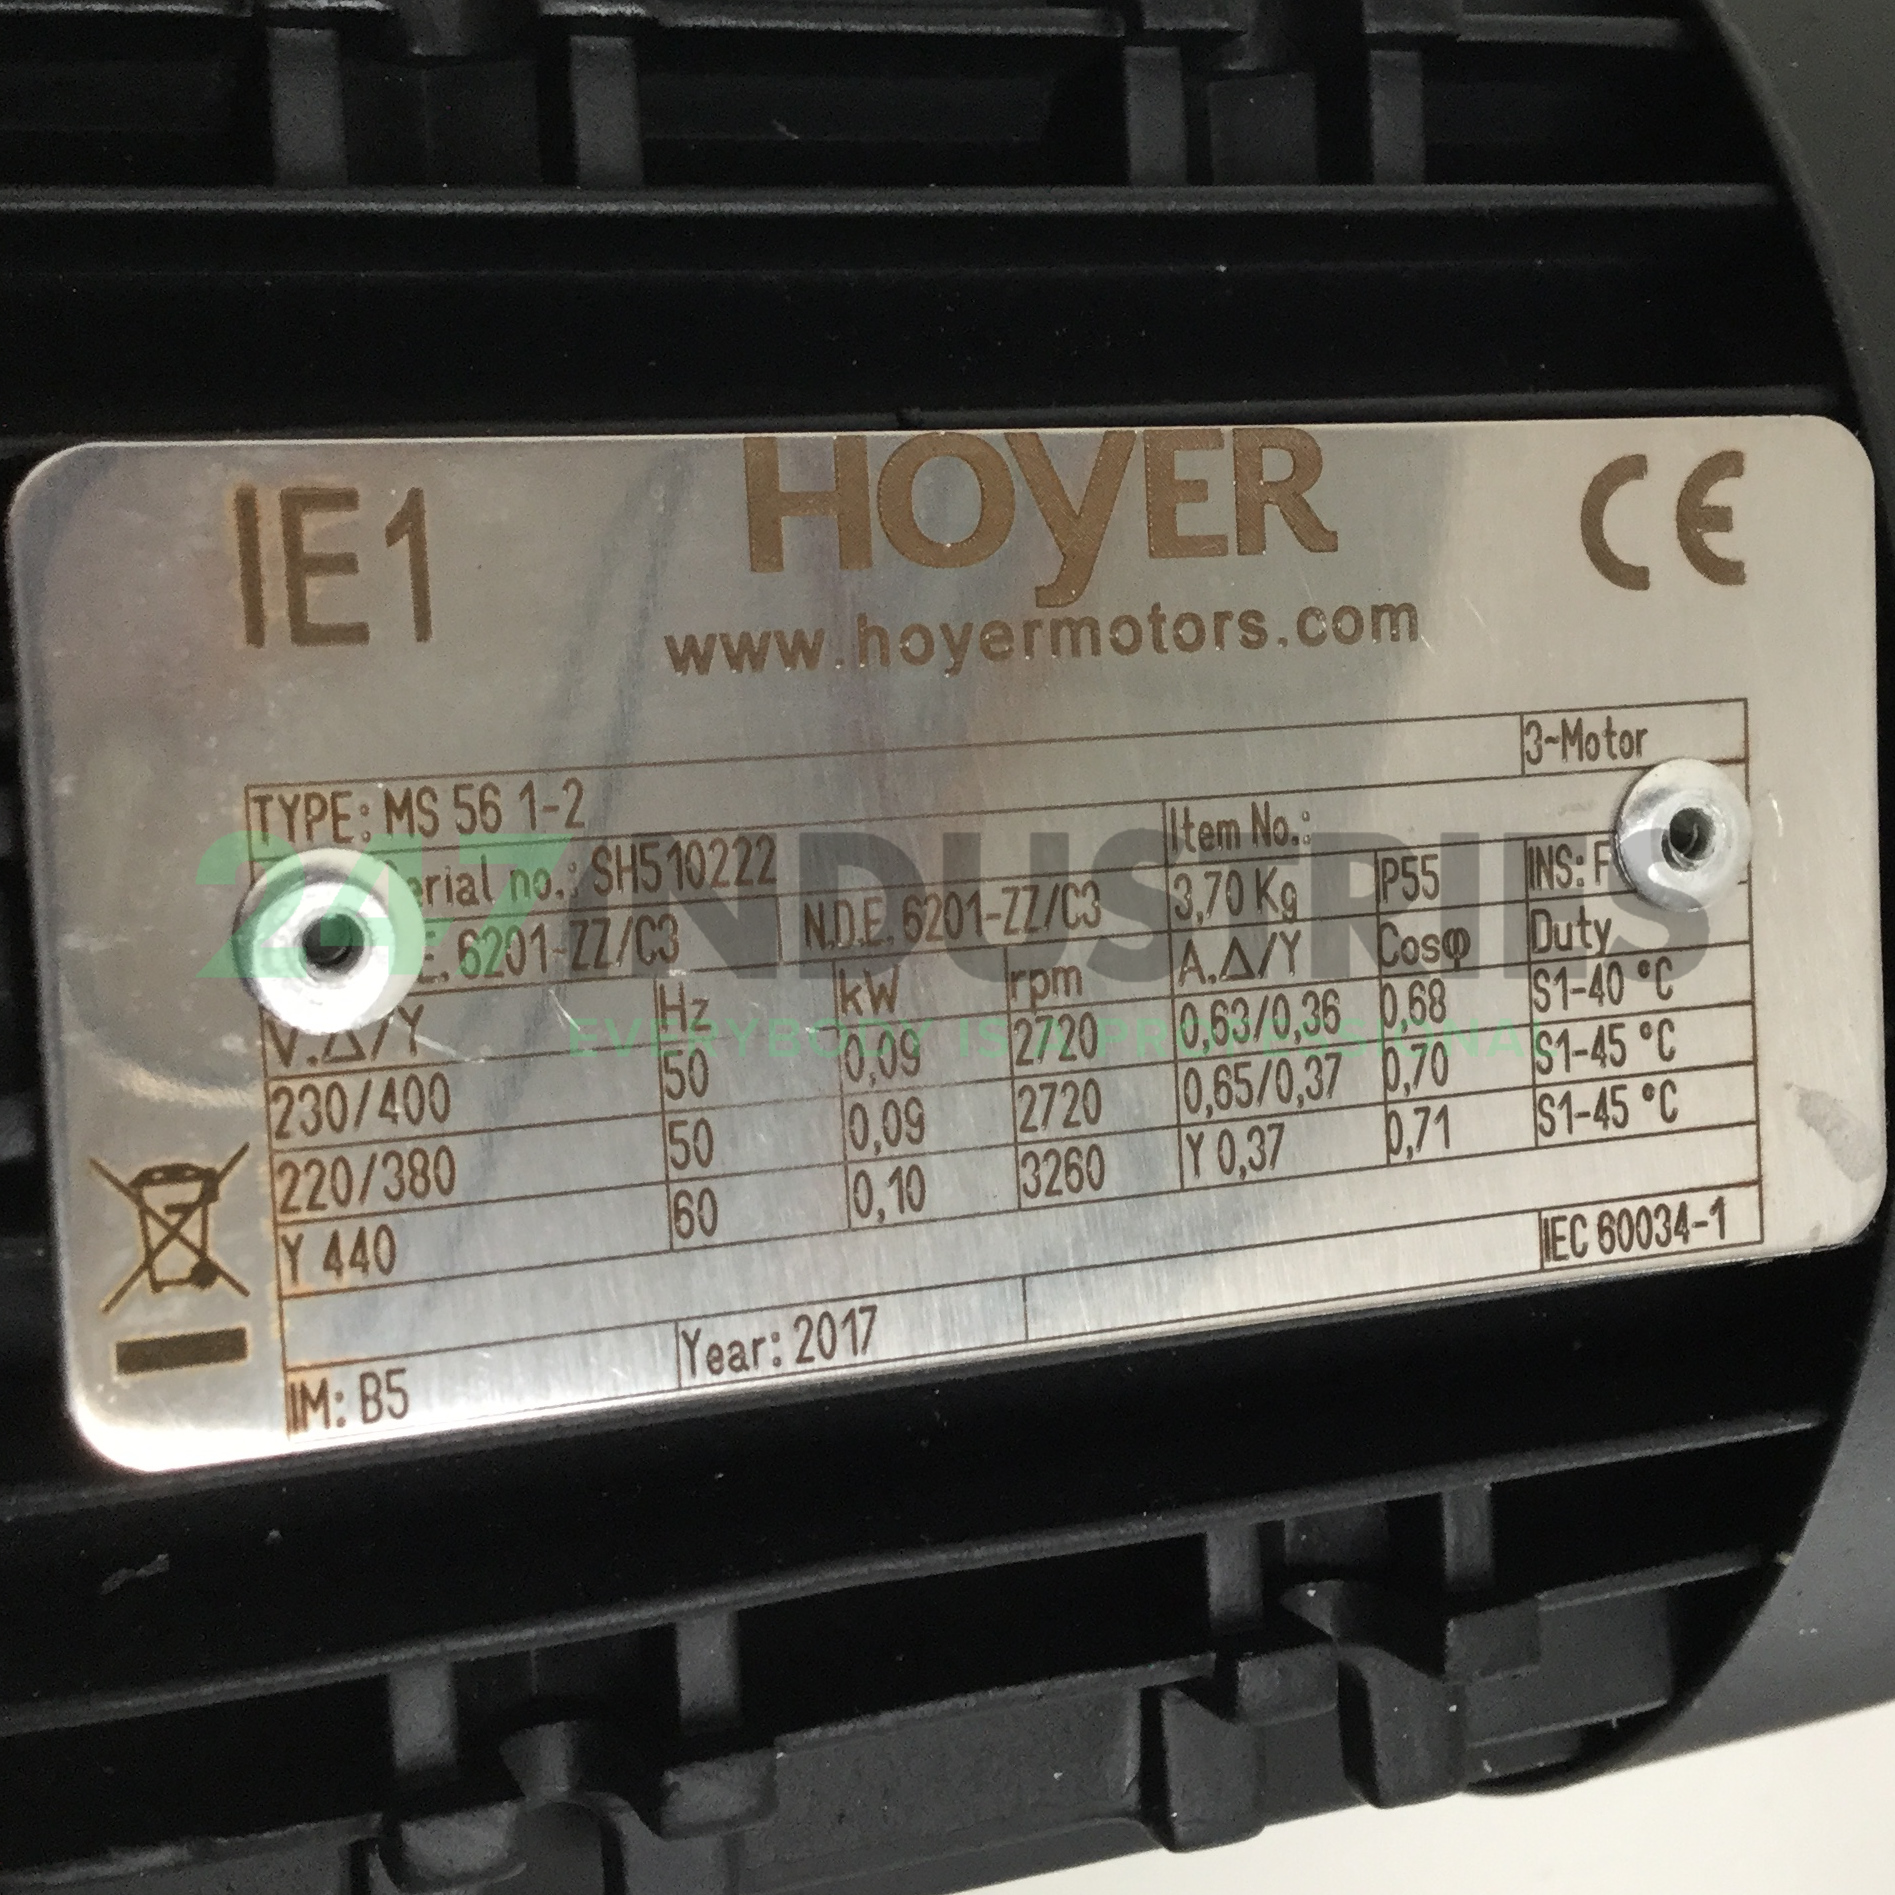 IE1
HOYER
CE
www.hoyermotors.com
3~Motor
TYPE: MS 56 1-2
Item No.:
erial no.: SH510222
3,70 Kg
P55
INS: F
E. 6201-ZZ/C3
N.D.E. 6201-ZZ/C3
V.Δ/Y Hz kW rpm A.Δ/Y Cosφ Duty
230/400 50 0,09 2720 0,63/0,36 0,68 S1-40 °C
220/380 50 0,09 2720 0,65/0,37 0,70 S1-45 °C
Y 440 60 0,10 3260 Y 0,37 0,71 S1-45 °C
IM: B5
Year: 2017
IEC 60034-1
247INDUSTRIES
EVERYBODY IS A PROFESSIONAL